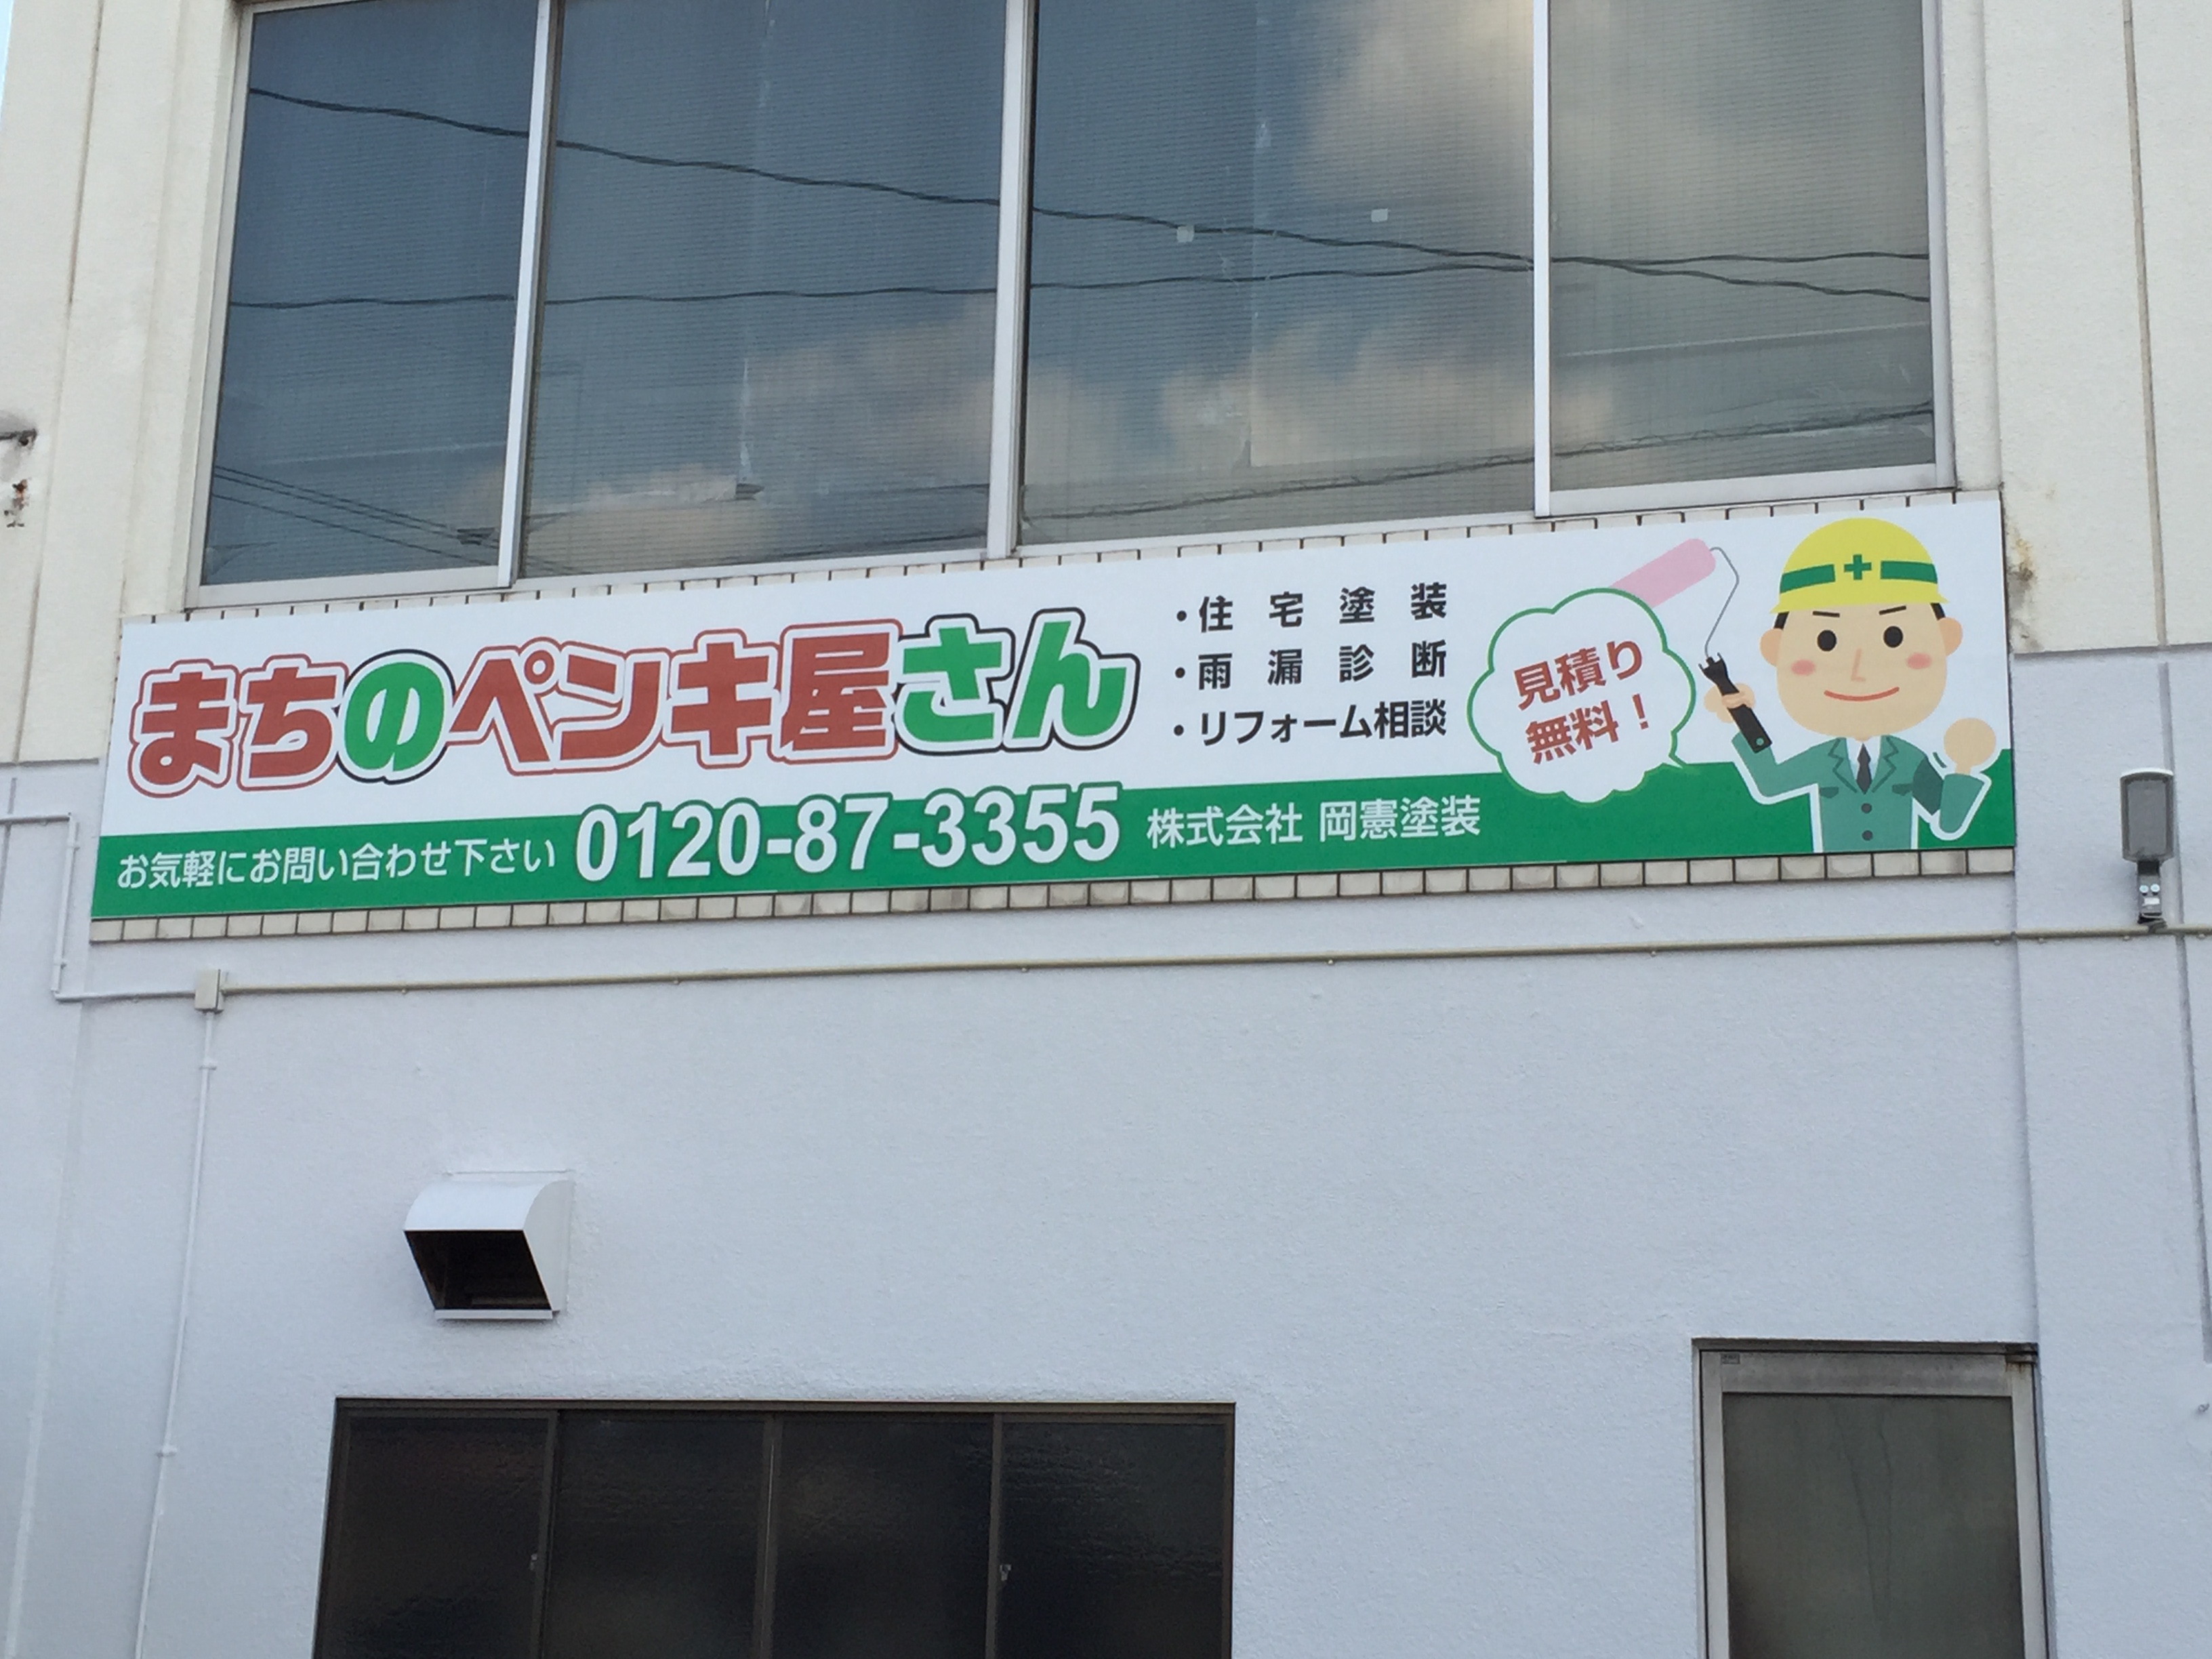 まちのペンキ屋さん
・住宅塗装
・雨漏診断
・リフォーム相談
見積り
無料！
お気軽にお問い合わせ下さい 0120-87-3355 株式会社 岡憲塗装